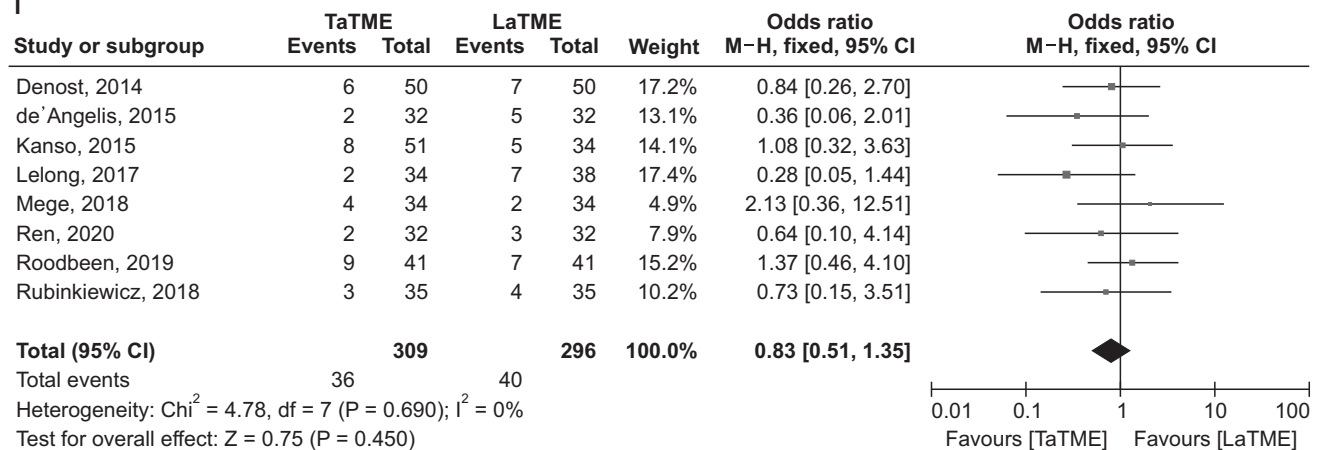 TaTME LaTME Odds ratio Odds ratio
Study or subgroup Events Total Events Total Weight M−H, fixed, 95% CI M−H, fixed, 95% CI
Denost, 2014 6 50 7 50 17.2% 0.84 [0.26, 2.70]
de'Angelis, 2015 2 32 5 32 13.1% 0.36 [0.06, 2.01]
Kanso, 2015 8 51 5 34 14.1% 1.08 [0.32, 3.63]
Lelong, 2017 2 34 7 38 17.4% 0.28 [0.05, 1.44]
Mege, 2018 4 34 2 34 4.9% 2.13 [0.36, 12.51]
Ren, 2020 2 32 3 32 7.9% 0.64 [0.10, 4.14]
Roodbeen, 2019 9 41 7 41 15.2% 1.37 [0.46, 4.10]
Rubinkiewicz, 2018 3 35 4 35 10.2% 0.73 [0.15, 3.51]
Total (95% CI) 309 296 100.0% 0.83 [0.51, 1.35]
Total events 36 40
Heterogeneity: Chi² = 4.78, df = 7 (P = 0.690); I² = 0%
0.01 0.1 1 10 100
Test for overall effect: Z = 0.75 (P = 0.450)
Favours [TaTME] Favours [LaTME]